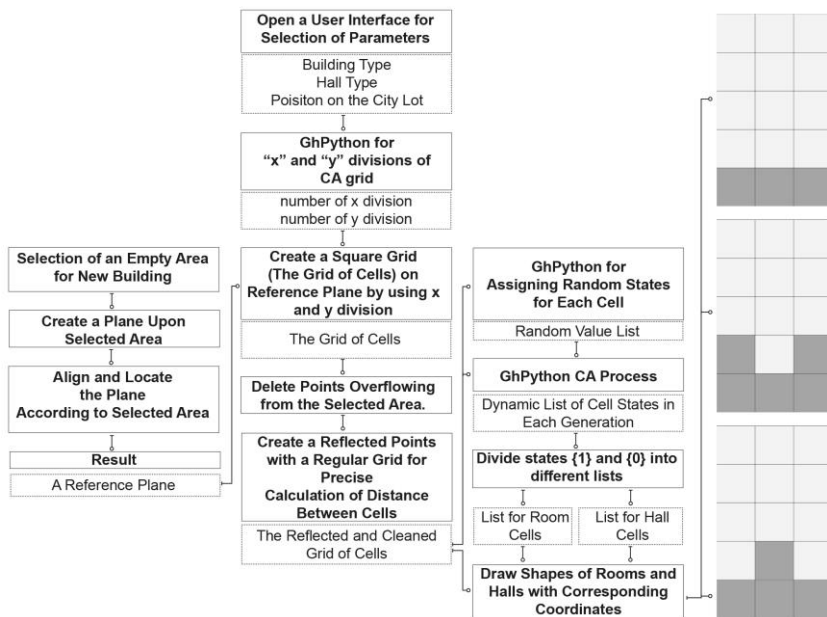 Open a User Interface for
Selection of Parameters
Building Type
Hall Type
Poisiton on the City Lot
GhPython for
“x” and “y” divisions of
CA grid
number of x division
number of y division
Selection of an Empty Area
for New Building
Create a Plane Upon
Selected Area
Align and Locate
the Plane
According to Selected Area
Result
A Reference Plane
Create a Square Grid
(The Grid of Cells) on
Reference Plane by using x
and y division
The Grid of Cells
Delete Points Overflowing
from the Selected Area.
Create a Reflected Points
with a Regular Grid for
Precise
Calculation of Distance
Between Cells
The Reflected and Cleaned
Grid of Cells
GhPython for
Assigning Random States
for Each Cell
Random Value List
GhPython CA Process
Dynamic List of Cell States in
Each Generation
Divide states {1} and {0} into
different lists
List for Room
Cells
List for Hall
Cells
Draw Shapes of Rooms and
Halls with Corresponding
Coordinates